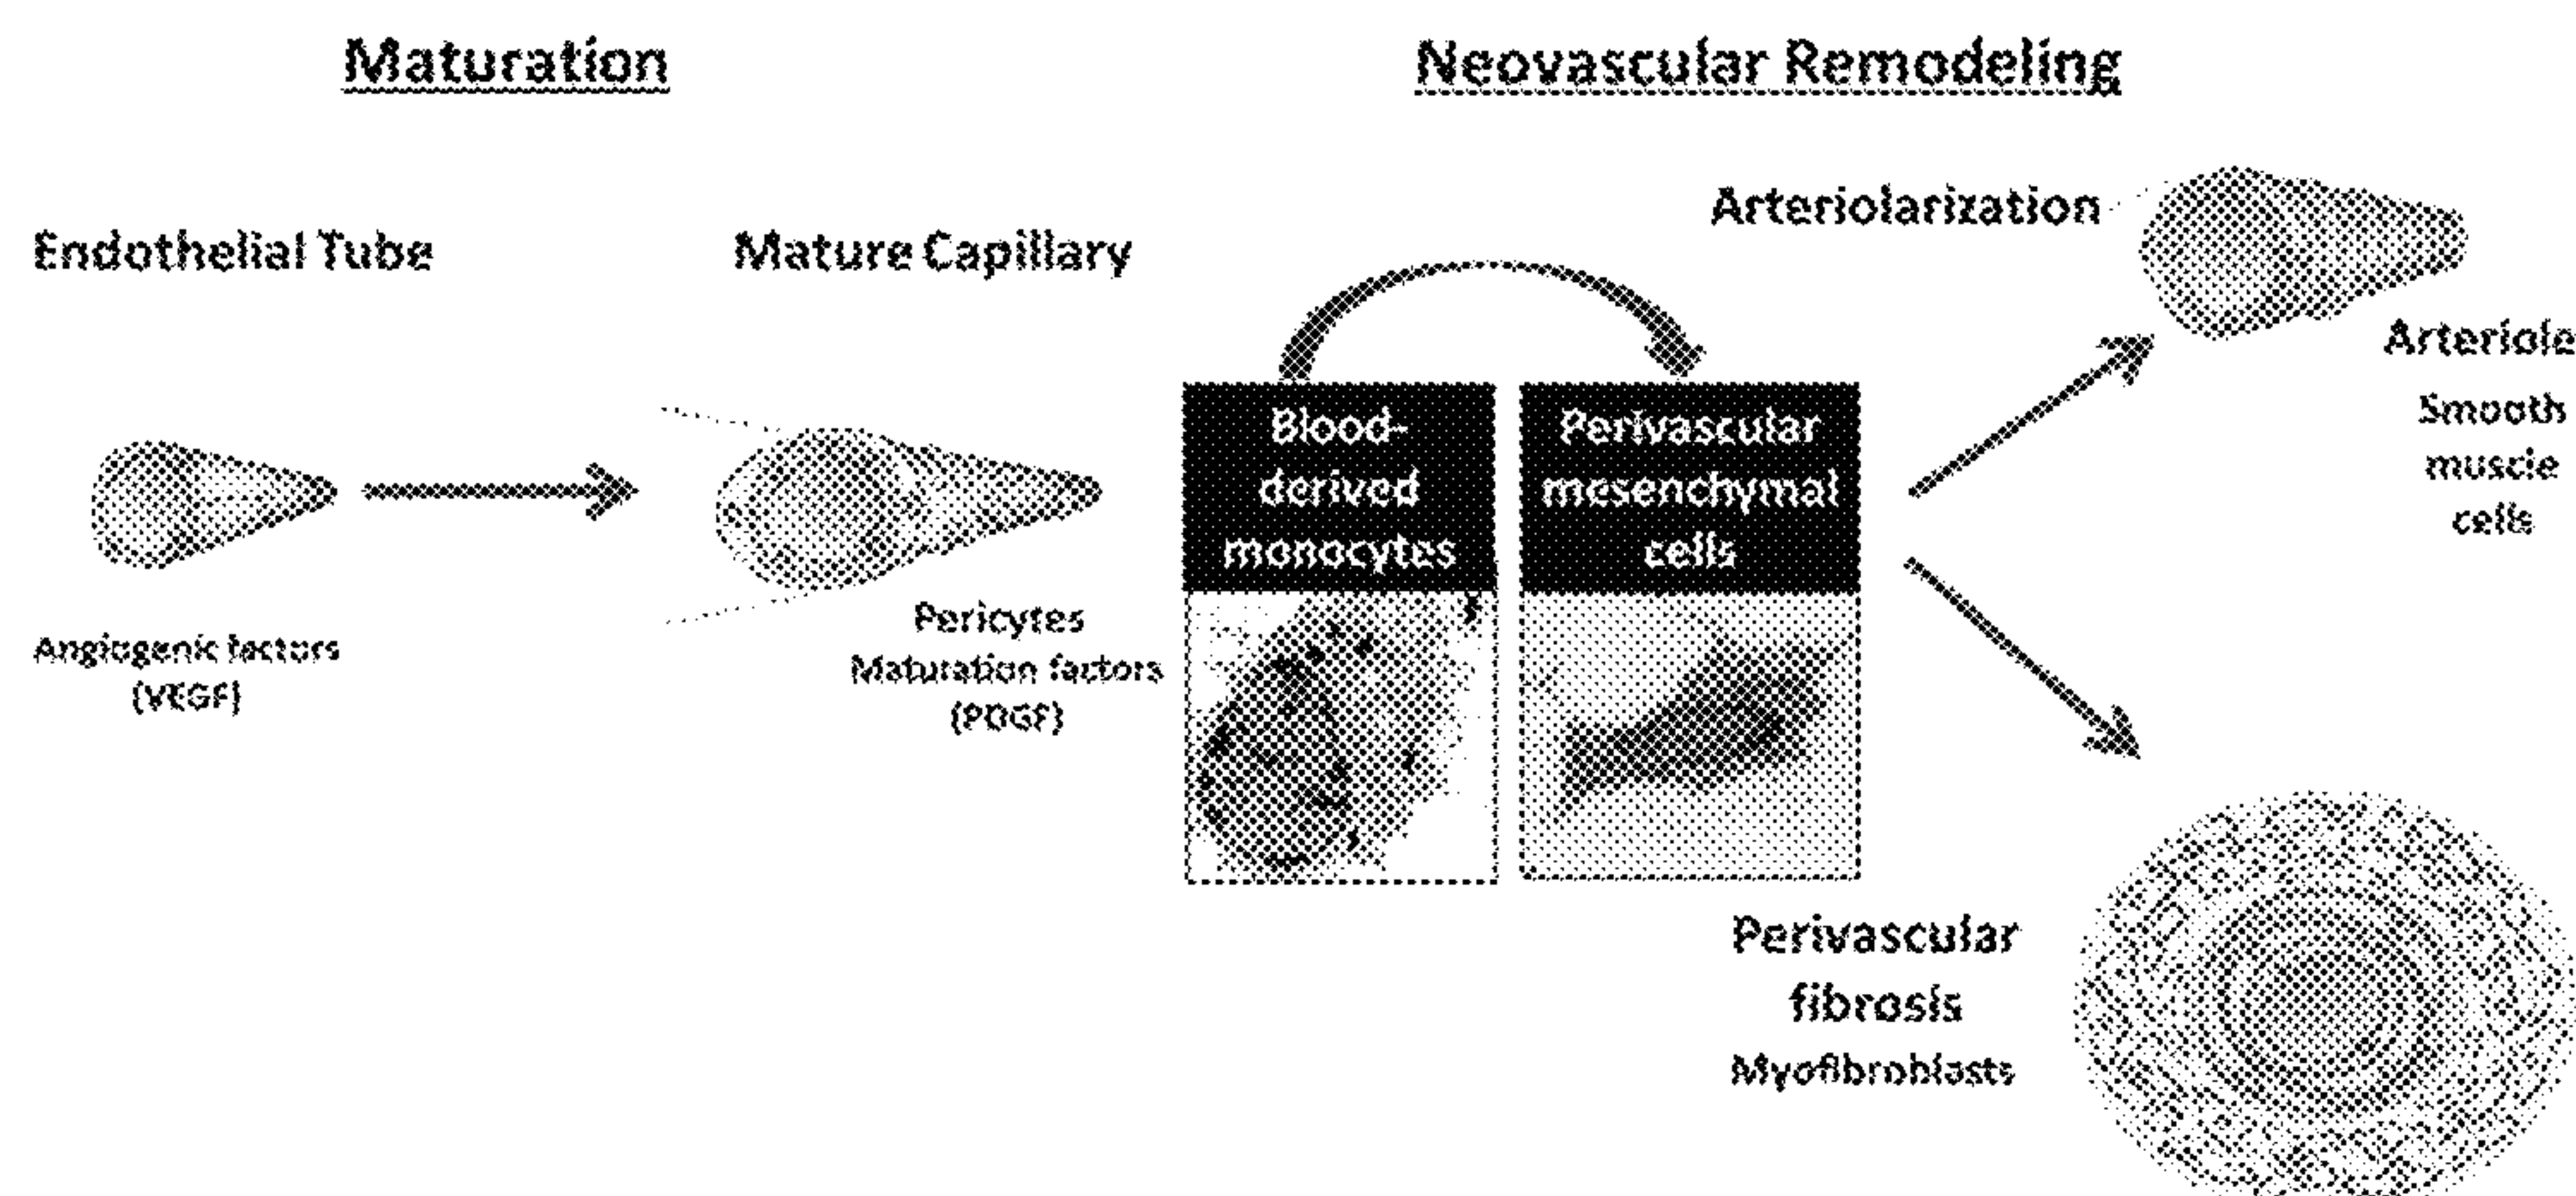 Maturation
Neovascular Remodeling
Endothelial Tube
Mature Capillary
Arteriolarization
Arteriole
Smooth
muscle
cells
Angiogenic factors
(VEGF)
Pericytes
Maturation factors
(PDGF)
Blood-
derived
monocytes
Perivascular
mesenchymal
cells
Perivascular
fibrosis
Myofibroblasts